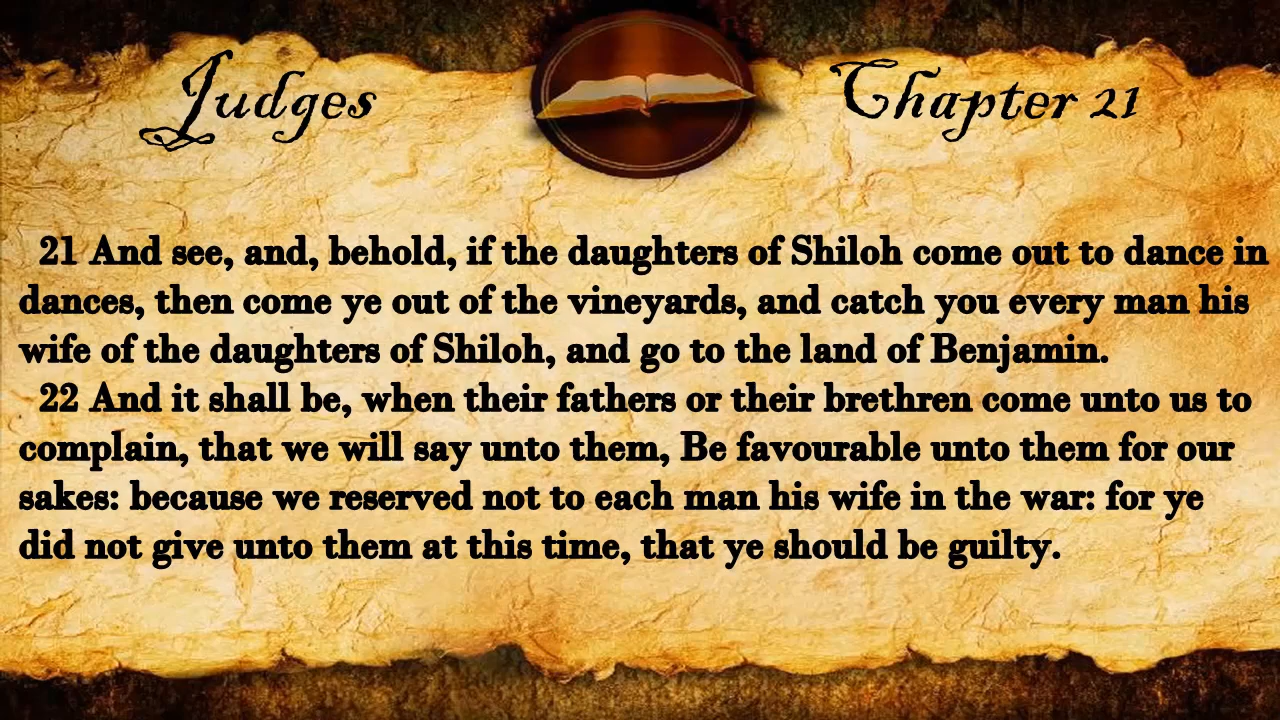 Judges
Chapter 21
21 And see, and, behold, if the daughters of Shiloh come out to dance in
dances, then come ye out of the vineyards, and catch you every man his
wife of the daughters of Shiloh, and go to the land of Benjamin.
22 And it shall be, when their fathers or their brethren come unto us to
complain, that we will say unto them, Be favourable unto them for our
sakes: because we reserved not to each man his wife in the war: for ye
did not give unto them at this time, that ye should be guilty.